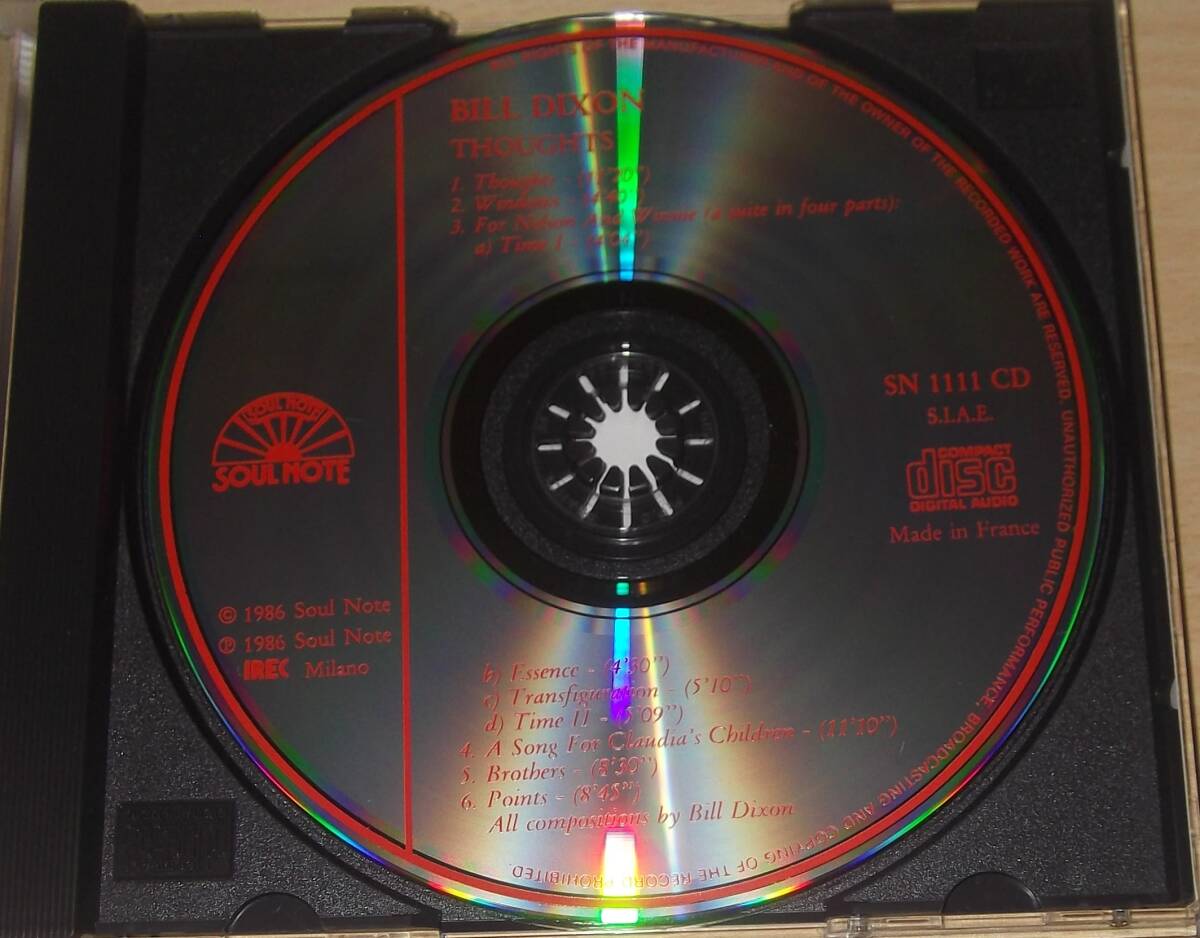 ALL RIGHTS OF THE MANUFACTURER AND OF THE OWNER OF THE RECORDED WORK ARE RESERVED. UNAUTHORIZED PUBLIC PERFORMANCE, BROADCASTING AND COPYING OF THE RECORD PROHIBITED.
BILL DIXON
THOUGHTS
1. Thoughts -
2. Windows -
3. For Nelson And Winnie (a suite in four parts):
a) Time I -
SOUL NOTE
SOUL NOTE
SN 1111 CD
S.I.A.E.
COMPACT
disc
DIGITAL AUDIO
Made in France
© 1986 Soul Note
℗ 1986 Soul Note
IREC Milano
b) Essence - (4'50")
c) Transfiguration - (5'10")
d) Time II - (5'09")
4. A Song For Claudia's Children - (11'10")
5. Brothers - (8'30")
6. Points - (8'45")
All compositions by Bill Dixon